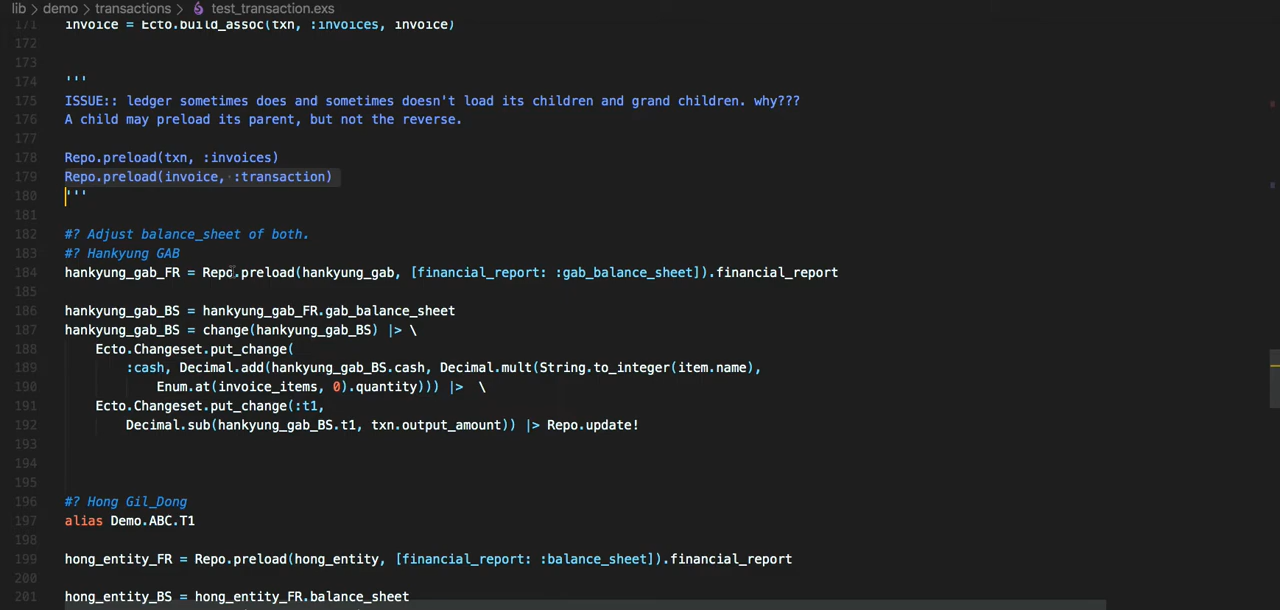 lib > demo > transactions > test_transaction.exs
171 invoice = Ecto.build_assoc(txn, :invoices, invoice)
172
173
174 '''
175 ISSUE:: ledger sometimes does and sometimes doesn't load its children and grand children. why???
176 A child may preload its parent, but not the reverse.
177
178 Repo.preload(txn, :invoices)
179 Repo.preload(invoice, :transaction)
180 '''
181
182 #? Adjust balance_sheet of both.
183 #? Hankyung GAB
184 hankyung_gab_FR = Repo.preload(hankyung_gab, [financial_report: :gab_balance_sheet]).financial_report
185
186 hankyung_gab_BS = hankyung_gab_FR.gab_balance_sheet
187 hankyung_gab_BS = change(hankyung_gab_BS) |> \
188 Ecto.Changeset.put_change(
189 :cash, Decimal.add(hankyung_gab_BS.cash, Decimal.mult(String.to_integer(item.name),
190 Enum.at(invoice_items, 0).quantity))) |> \
191 Ecto.Changeset.put_change(:t1,
192 Decimal.sub(hankyung_gab_BS.t1, txn.output_amount)) |> Repo.update!
193
194
195
196 #? Hong Gil_Dong
197 alias Demo.ABC.T1
198
199 hong_entity_FR = Repo.preload(hong_entity, [financial_report: :balance_sheet]).financial_report
200
201 hong_entity_BS = hong_entity_FR.balance_sheet